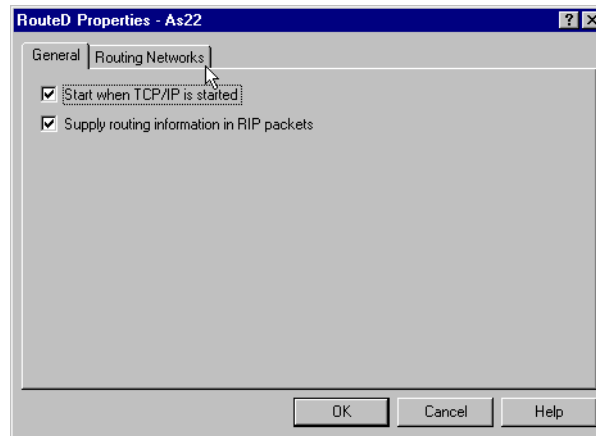 RouteD Properties - As22
General
Routing Networks
Start when TCP/IP is started
Supply routing information in RIP packets
OK
Cancel
Help